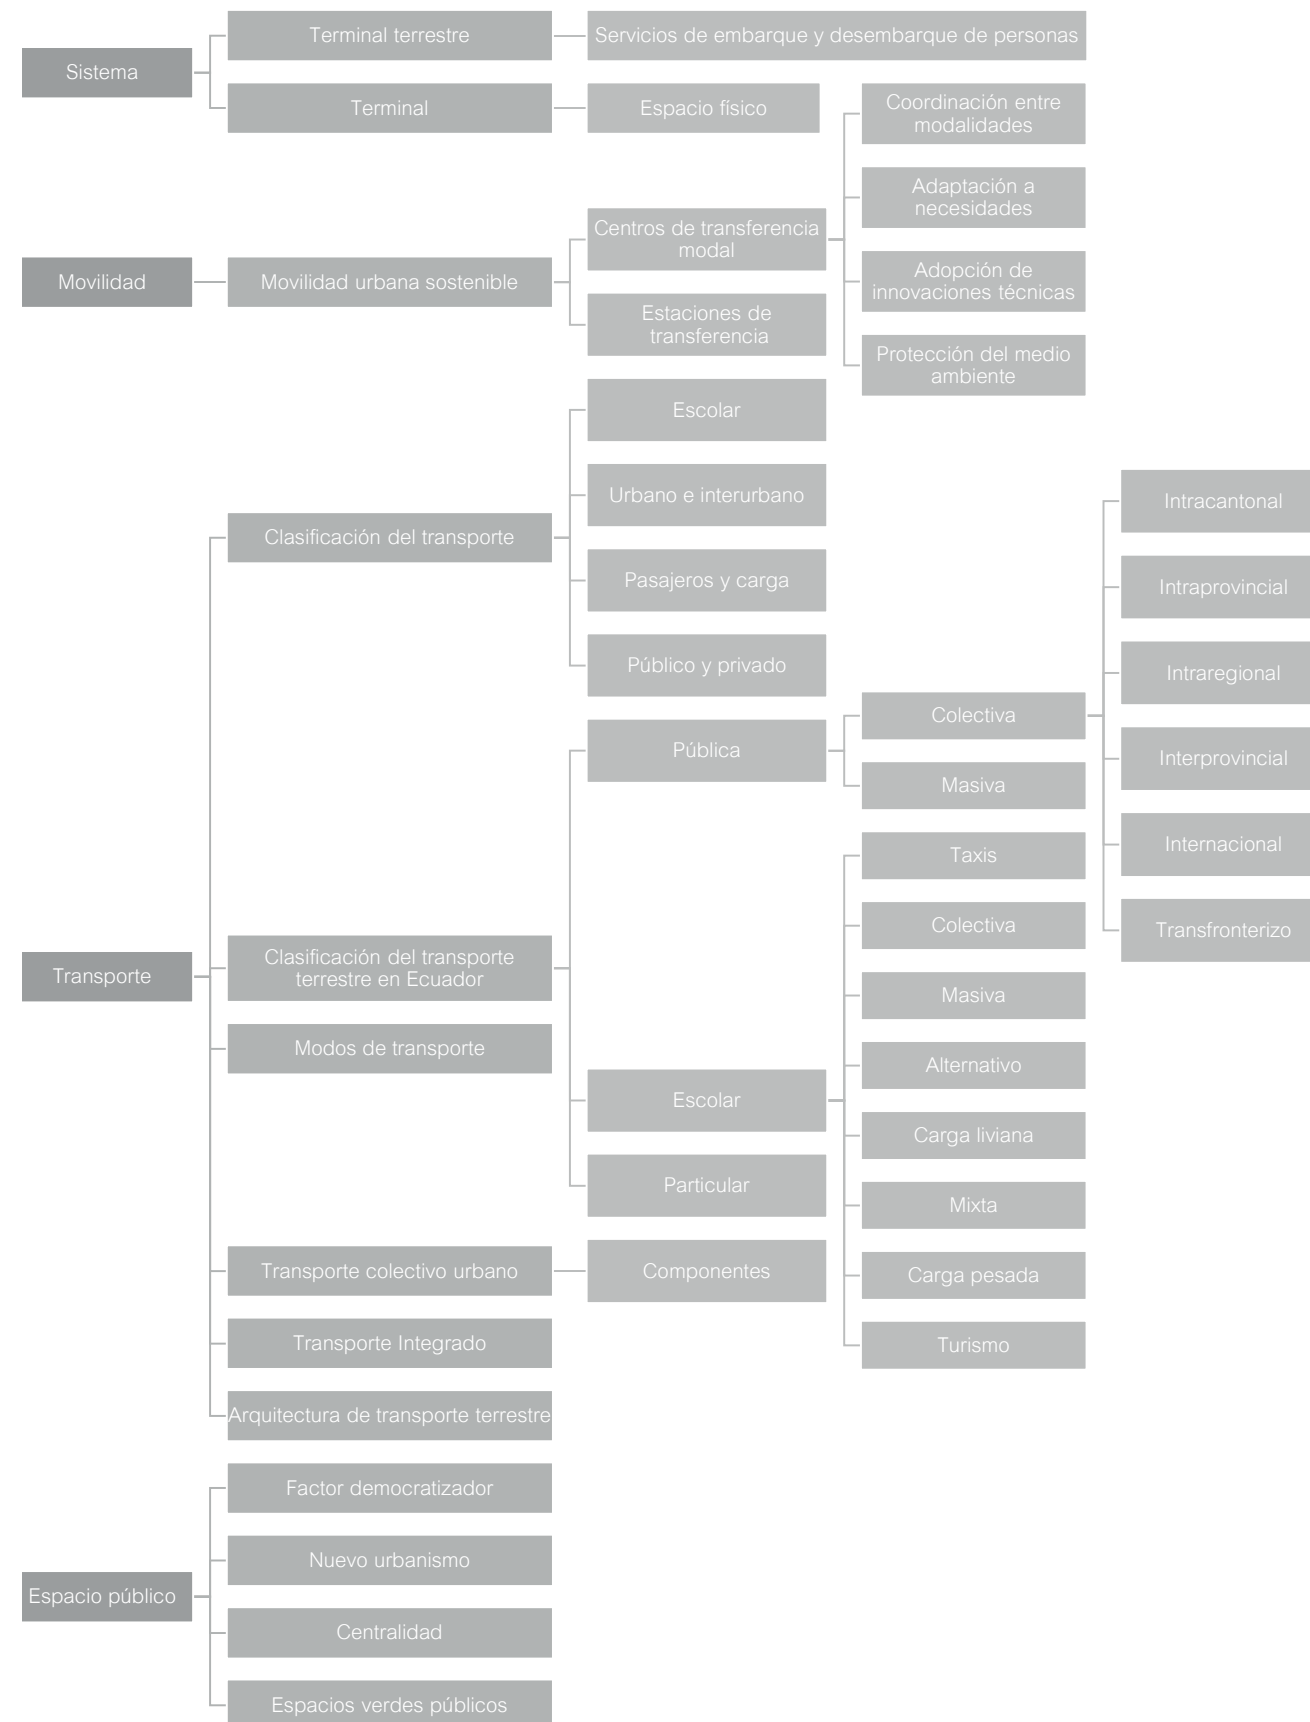 Sistema
Terminal terrestre
Servicios de embarque y desembarque de personas
Terminal
Espacio físico
Movilidad
Movilidad urbana sostenible
Centros de transferencia
modal
Coordinación entre
modalidades
Adaptación a
necesidades
Adopción de
innovaciones técnicas
Protección del medio
ambiente
Estaciones de
transferencia
Transporte
Clasificación del transporte
Escolar
Urbano e interurbano
Pasajeros y carga
Público y privado
Clasificación del transporte
terrestre en Ecuador
Pública
Colectiva
Intracantonal
Intraprovincial
Intraregional
Interprovincial
Internacional
Transfronterizo
Masiva
Escolar
Taxis
Colectiva
Masiva
Alternativo
Carga liviana
Mixta
Carga pesada
Turismo
Particular
Modos de transporte
Transporte colectivo urbano
Componentes
Transporte Integrado
Arquitectura de transporte terrestre
Espacio público
Factor democratizador
Nuevo urbanismo
Centralidad
Espacios verdes públicos